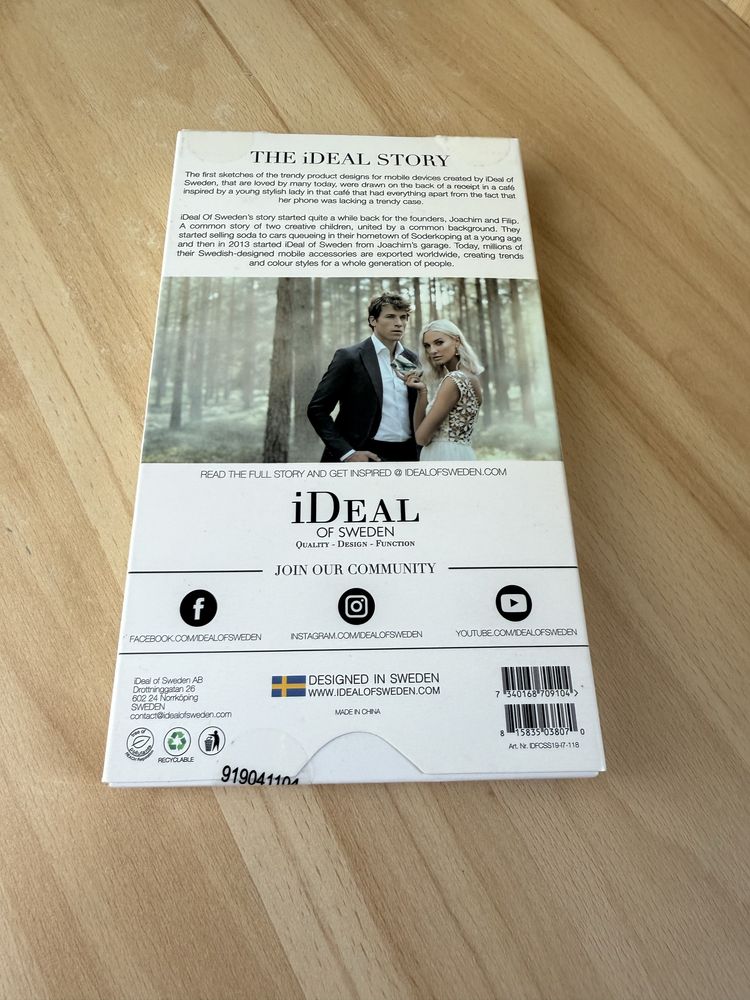 THE iDEAL STORY
The first sketches of the trendy product designs for mobile devices created by iDeal of
Sweden, that are loved by many today, were drawn on the back of a receipt in a café
inspired by a young stylish lady in that café that had everything apart from the fact that
her phone was lacking a trendy case.
iDeal Of Sweden's story started quite a while back for the founders, Joachim and Filip.
A common story of two creative children, united by a common background. They
started selling soda to cars queueing in their hometown of Soderkoping at a young age
and then in 2013 started iDeal of Sweden from Joachim's garage. Today, millions of
their Swedish-designed mobile accessories are exported worldwide, creating trends
and colour styles for a whole generation of people.
READ THE FULL STORY AND GET INSPIRED @ IDEALOFSWEDEN.COM
iDEAL
OF SWEDEN
QUALITY - DESIGN - FUNCTION
JOIN OUR COMMUNITY
FACEBOOK.COM/IDEALOFSWEDEN
INSTAGRAM.COM/IDEALOFSWEDEN
YOUTUBE.COM/IDEALOFSWEDEN
iDeal of Sweden AB
Drottninggatan 26
602 24 Norrköping
SWEDEN
contact@idealofsweden.com
DESIGNED IN SWEDEN
WWW.IDEALOFSWEDEN.COM
MADE IN CHINA
7 340168 709104 >
8 15835 03807 0
Art. Nr. IDFCSS19-I7-118
RECYCLABLE
919041104